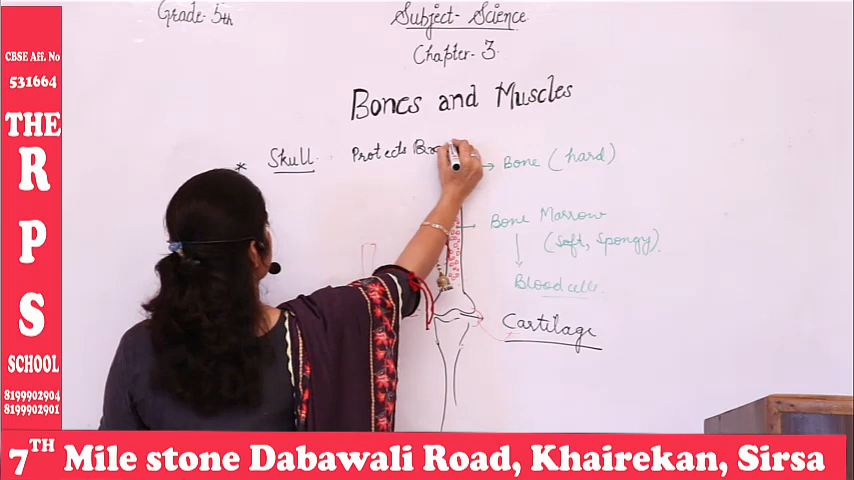 Grade- 5th
Subject- Science
Chapter- 3
Bones and Muscles
* Skull Protects
Bone (hard)
Bone Marrow
(Soft, Spongy)
Blood cells
Cartilage
CBSE Aff. No
531664
THE
R
P
S
SCHOOL
8199902904
8199902901
7TH Mile stone Dabawali Road, Khairekan, Sirsa